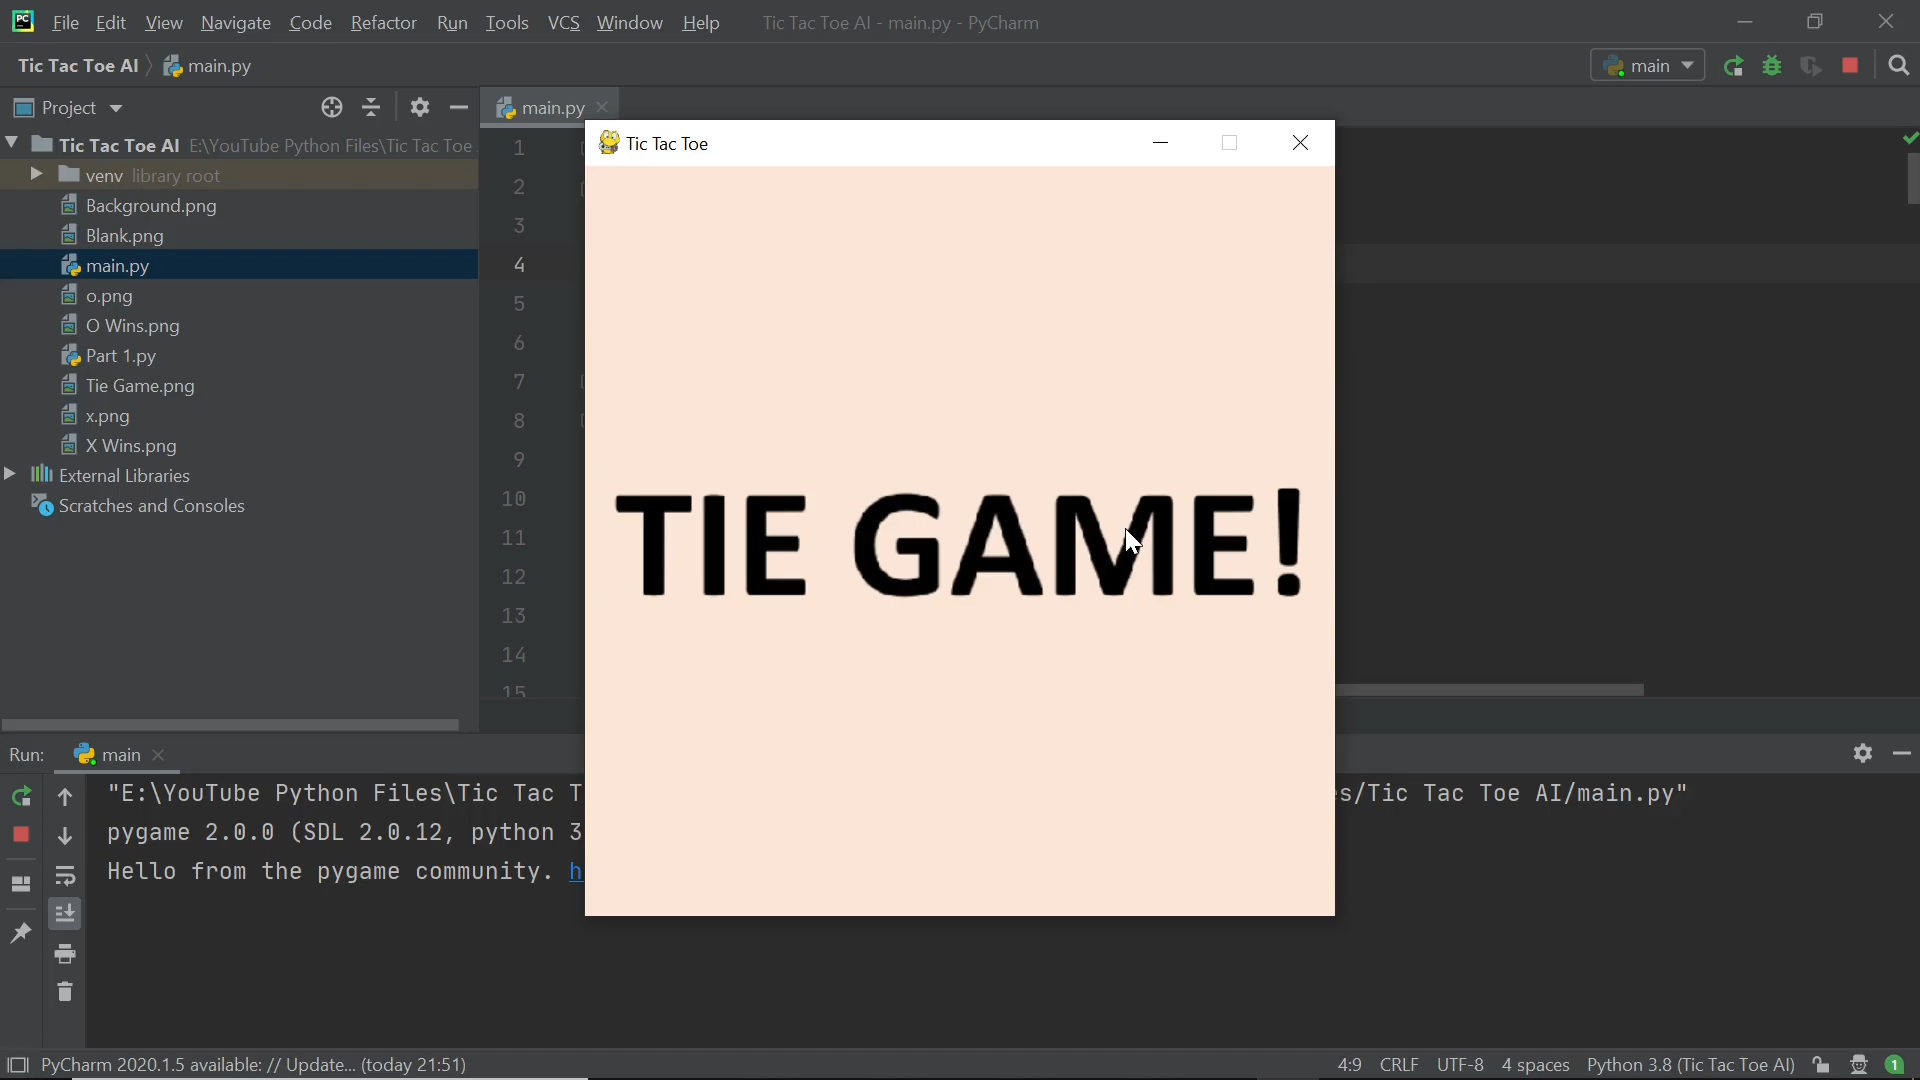 File Edit View Navigate Code Refactor Run Tools VCS Window Help Tic Tac Toe AI - main.py - PyCharm
Tic Tac Toe AI main.py main
Project main.py
Tic Tac Toe
Tic Tac Toe AI E:\YouTube Python Files\Tic Tac Toe
venv library root
Background.png
Blank.png
main.py
o.png
O Wins.png
Part 1.py
Tie Game.png
x.png
X Wins.png
External Libraries
Scratches and Consoles
1
2
3
4
5
6
7
8
9
10
11
12
13
14
15
TIE GAME!
Run: main
"E:\YouTube Python Files\Tic Tac T
s/Tic Tac Toe AI/main.py"
pygame 2.0.0 (SDL 2.0.12, python 3
Hello from the pygame community. h
PyCharm 2020.1.5 available: // Update... (today 21:51) 4:9 CRLF UTF-8 4 spaces Python 3.8 (Tic Tac Toe AI) 1